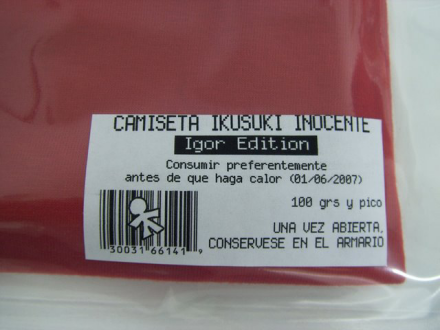 CAMISETA IKUSUKI INOCENTE
Igor Edition
Consumir preferentemente
antes de que haga calor (01/06/2007)
100 grs y pico
UNA VEZ ABIERTA,
CONSERVESE EN EL ARMARIO
30031 66141 9